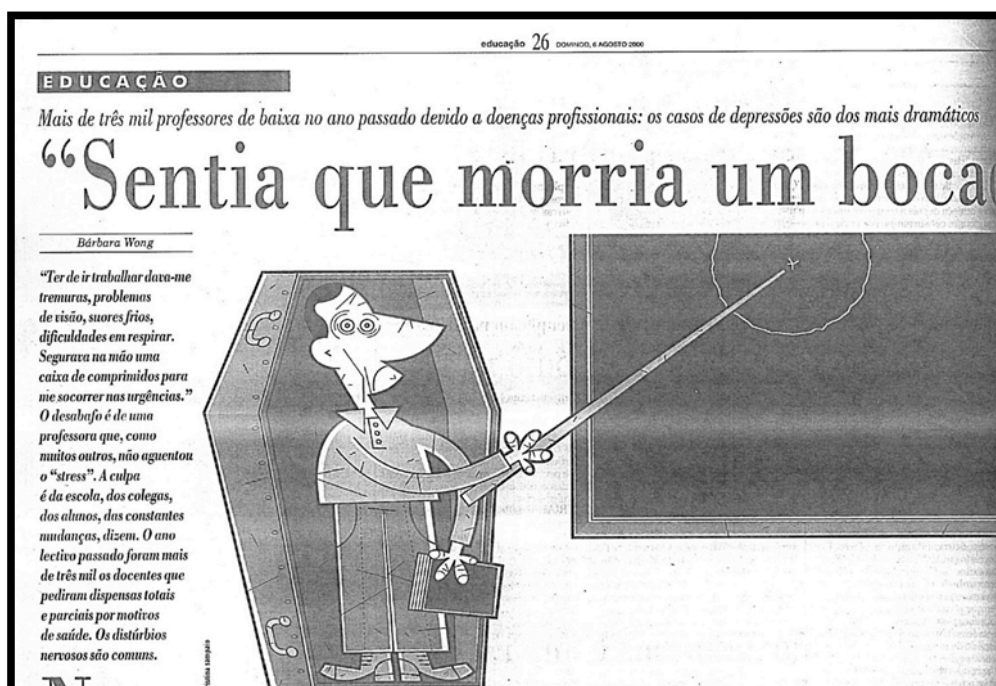 educação 26 DOMINGO, 6 AGOSTO 2000
EDUCAÇÃO
Mais de três mil professores de baixa no ano passado devido a doenças profissionais: os casos de depressões são dos mais dramáticos
“Sentia que morria um boca
Bárbara Wong
“Ter de ir trabalhar dava-me
tremuras, problemas
de visão, suores frios,
dificuldades em respirar.
Segurava na mão uma
caixa de comprimidos para
me socorrer nas urgências.”
O desabafo é de uma
professora que, como
muitos outros, não aguentou
o “stress”. A culpa
é da escola, dos colegas,
dos alunos, das constantes
mudanças, dizem. O ano
lectivo passado foram mais
de três mil os docentes que
pediram dispensas totais
e parciais por motivos
de saúde. Os distúrbios
nervosos são comuns.
cristina sampaio